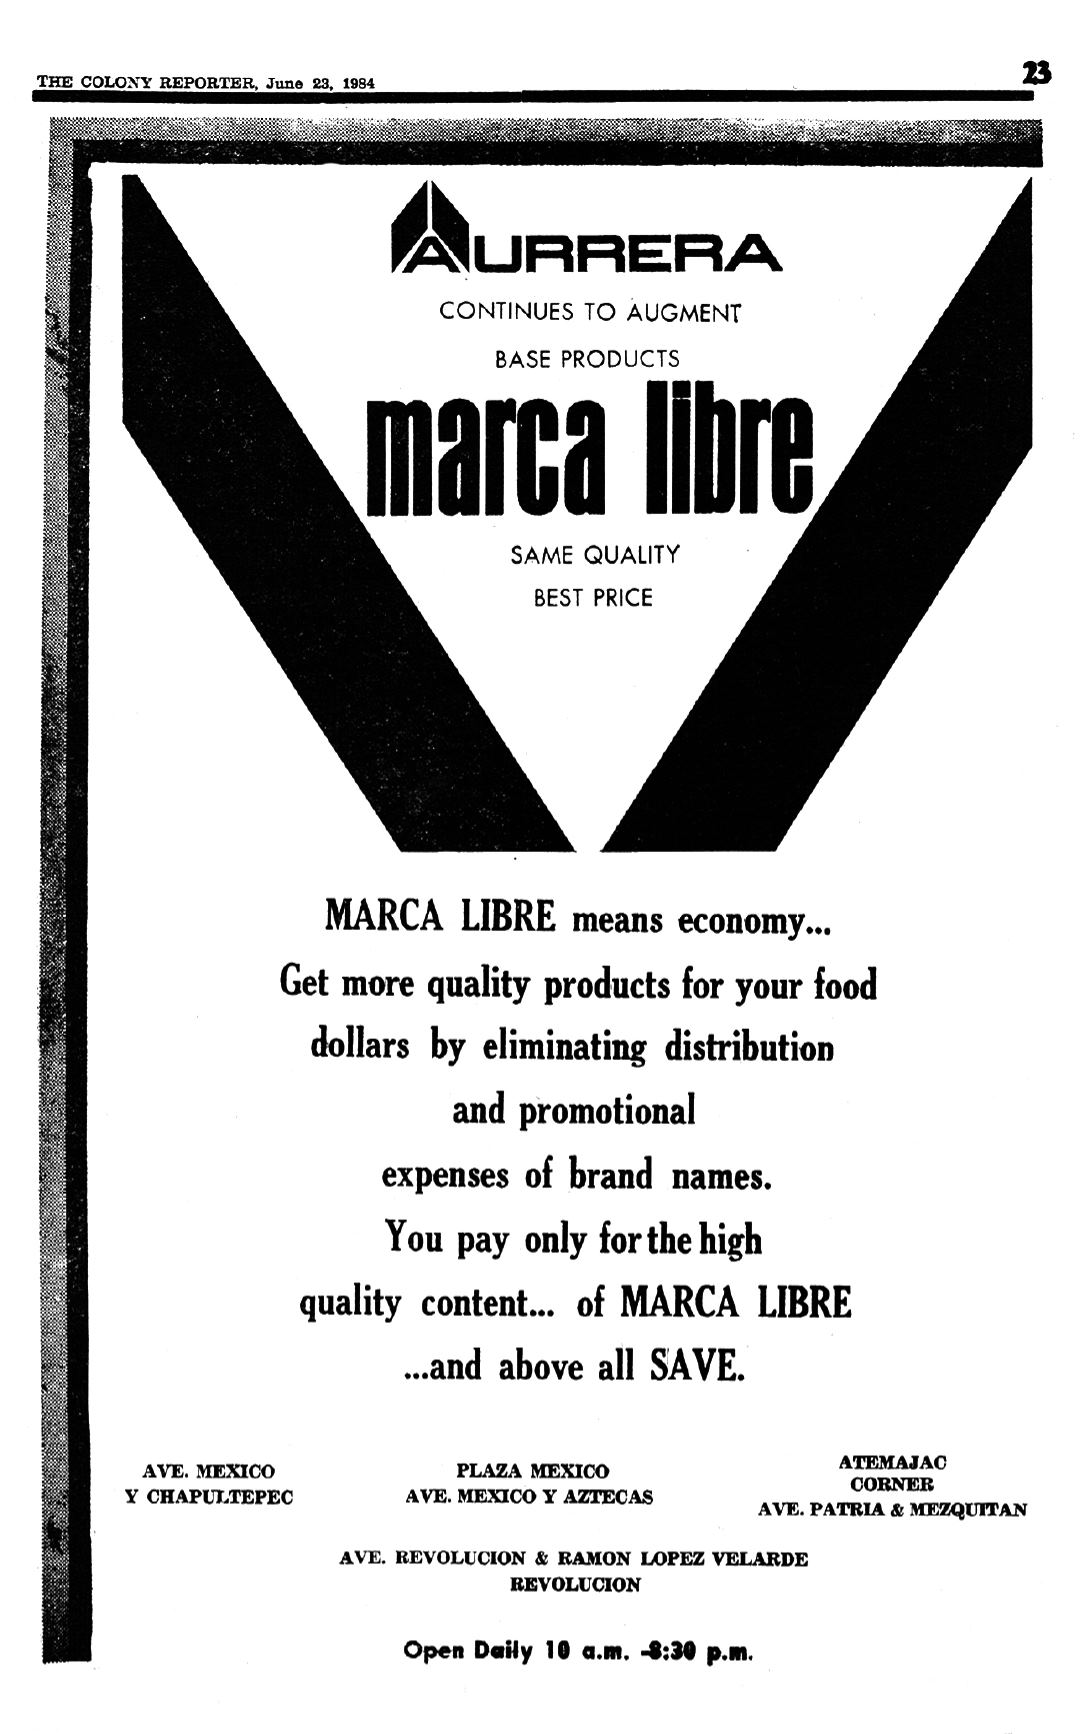 THE COLONY REPORTER, June 23, 1984
23
AURRERA
CONTINUES TO AUGMENT
BASE PRODUCTS
marca libre
SAME QUALITY
BEST PRICE
MARCA LIBRE means economy...
Get more quality products for your food
dollars by eliminating distribution
and promotional
expenses of brand names.
You pay only for the high
quality content... of MARCA LIBRE
...and above all SAVE.
AVE. MEXICO
Y CHAPULTEPEC
PLAZA MEXICO
AVE. MEXICO Y AZTECAS
ATEMAJAC
CORNER
AVE. PATRIA & MEZQUITAN
AVE. REVOLUCION & RAMON LOPEZ VELARDE
REVOLUCION
Open Daily 10 a.m. -8:30 p.m.